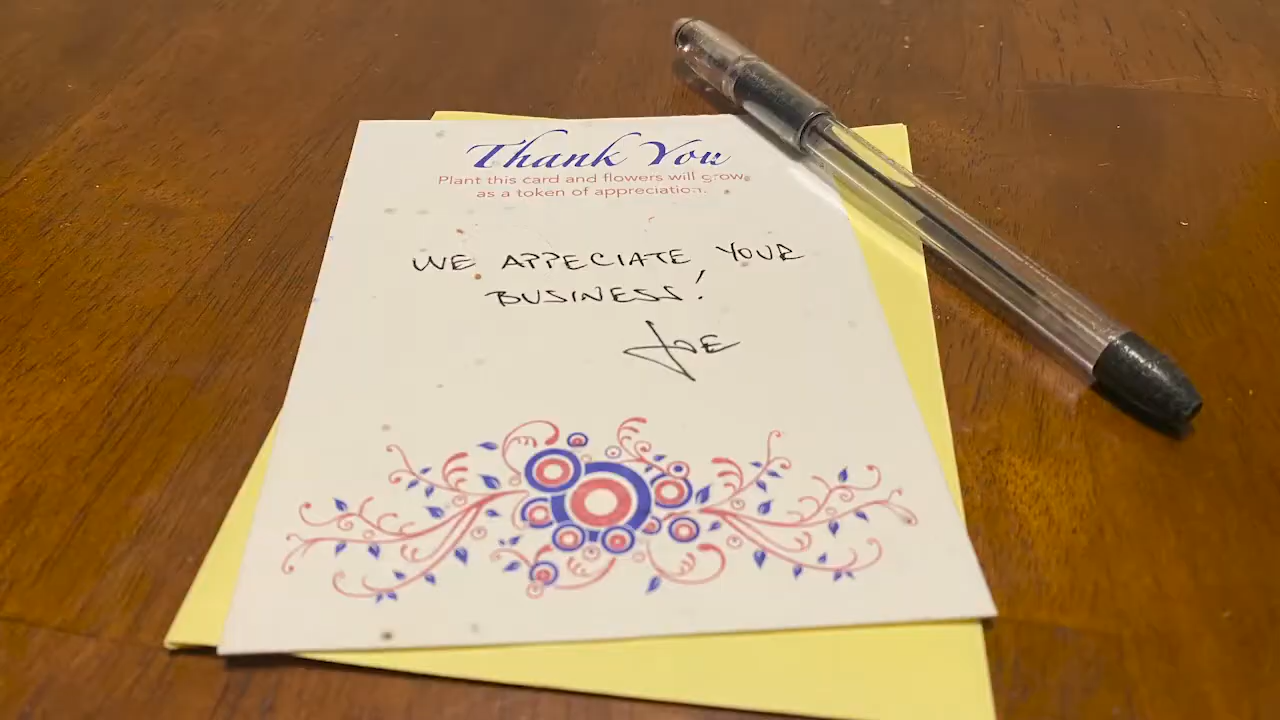 Thank You
Plant this card and flowers will grow
as a token of appreciation.
WE APPECIATE YOUR
BUSINESS!
JOE